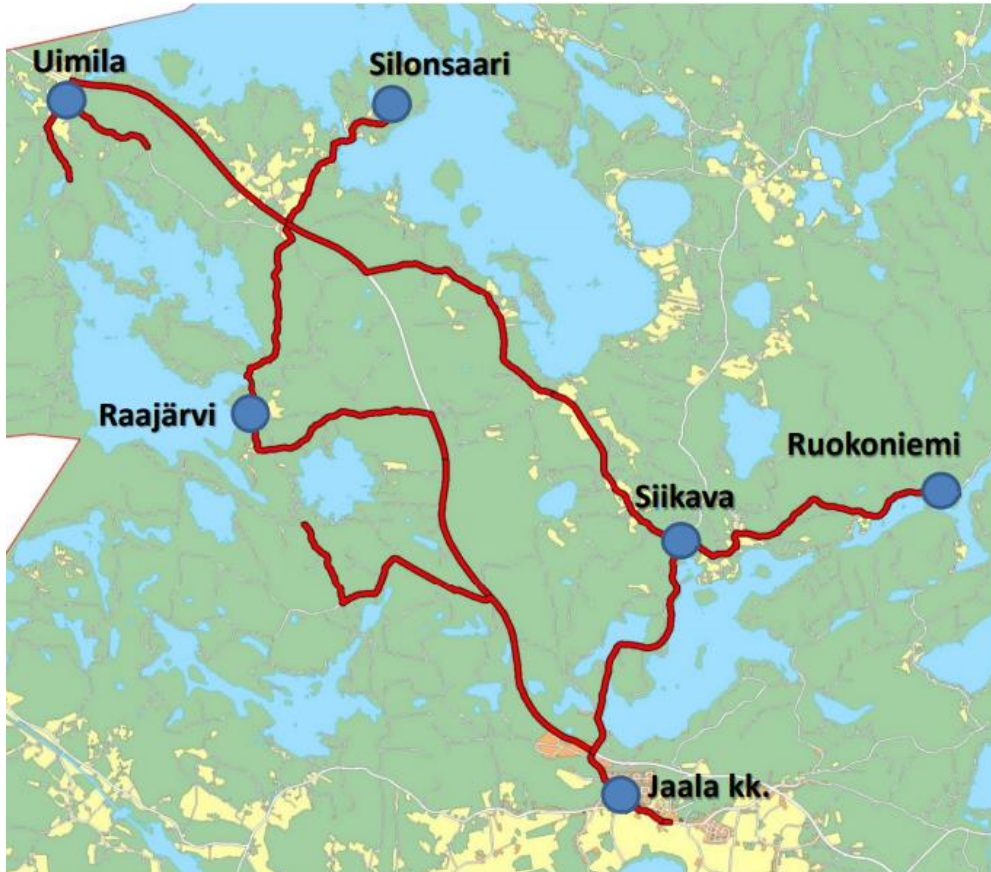 Uimila
Silonsaari
Raajärvi
Ruokoniemi
Siikava
Jaala kk.